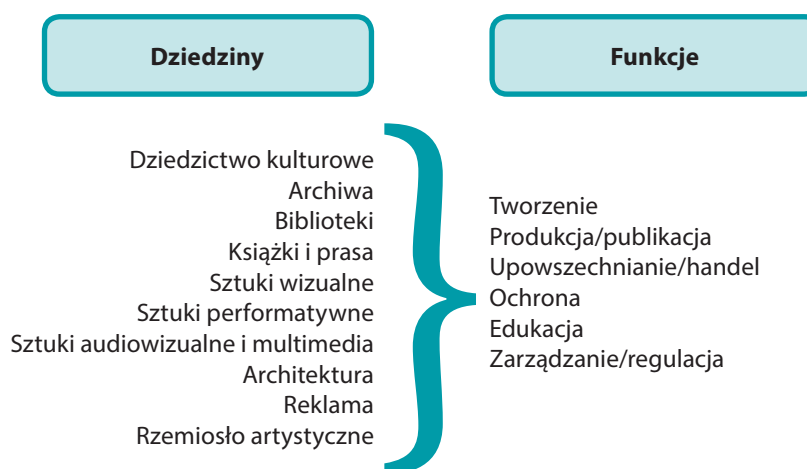 Dziedziny
Dziedzictwo kulturowe
Archiwa
Biblioteki
Książki i prasa
Sztuki wizualne
Sztuki performatywne
Sztuki audiowizualne i multimedia
Architektura
Reklama
Rzemiosło artystyczne
Funkcje
Tworzenie
Produkcja/publikacja
Upowszechnianie/handel
Ochrona
Edukacja
Zarządzanie/regulacja